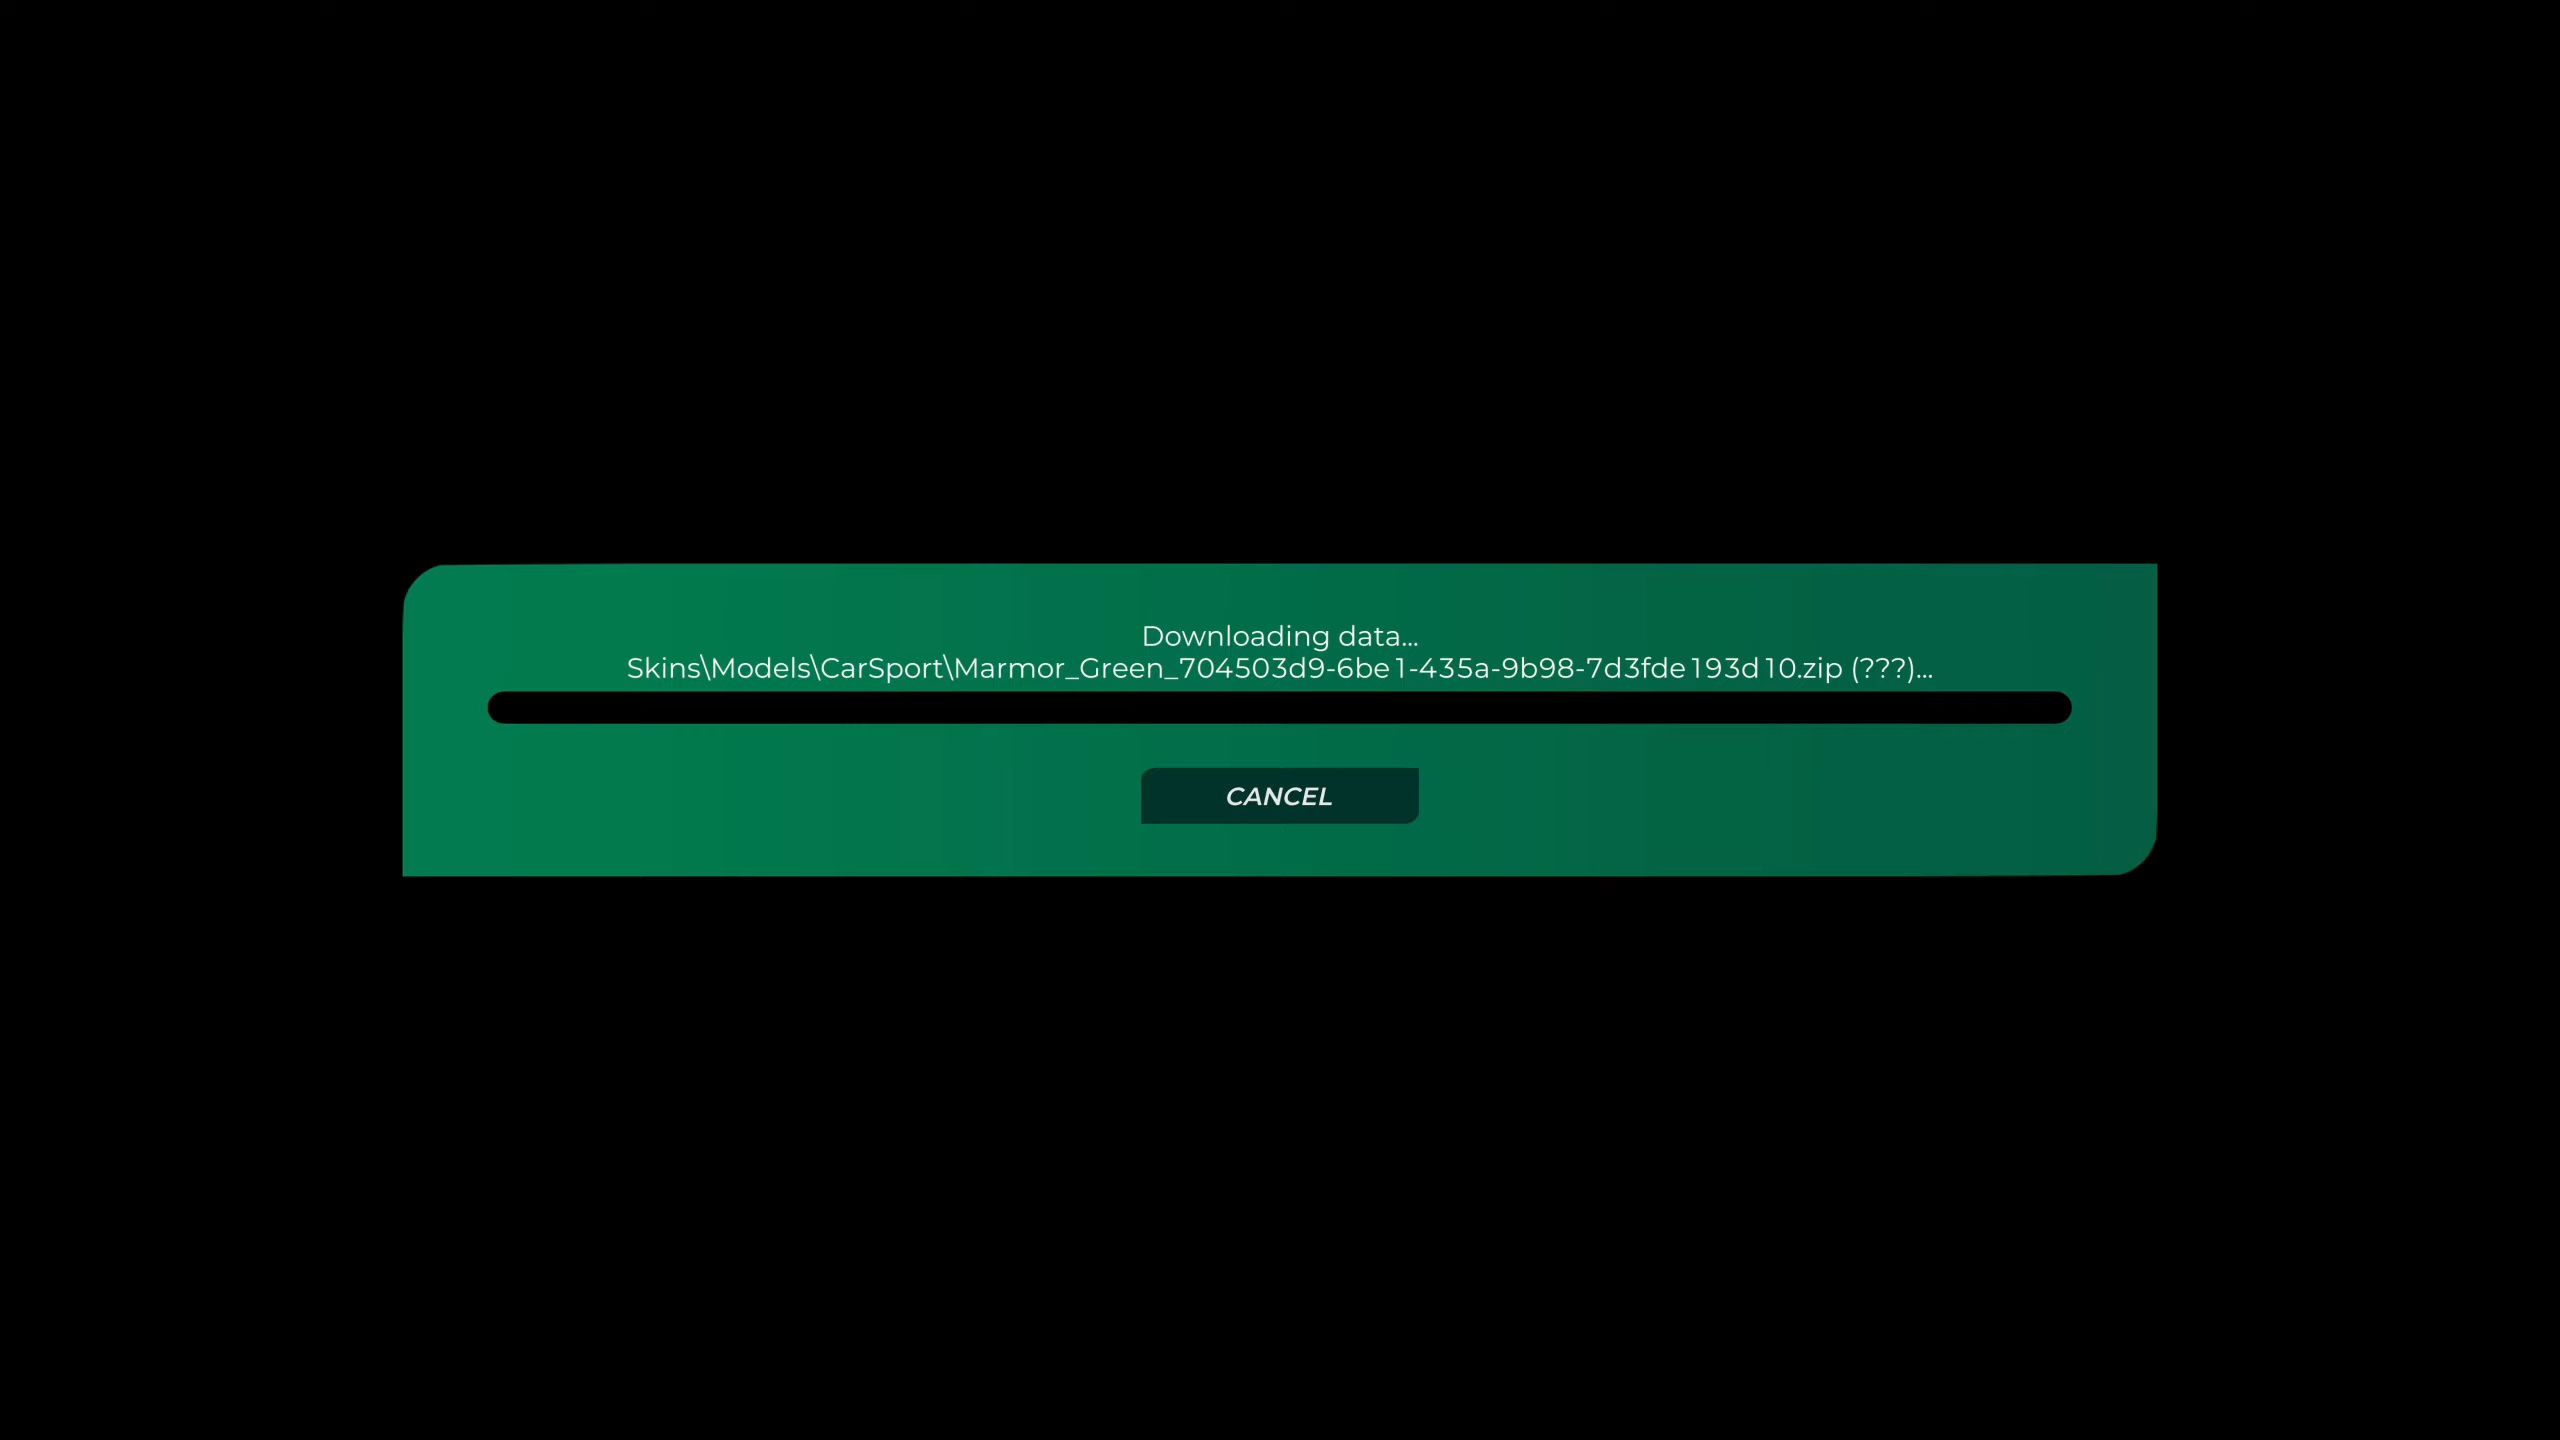 Downloading data...
Skins\Models\CarSport\Marmor_Green_704503d9-6be1-435a-9b98-7d3fde193d10.zip (???)...
CANCEL